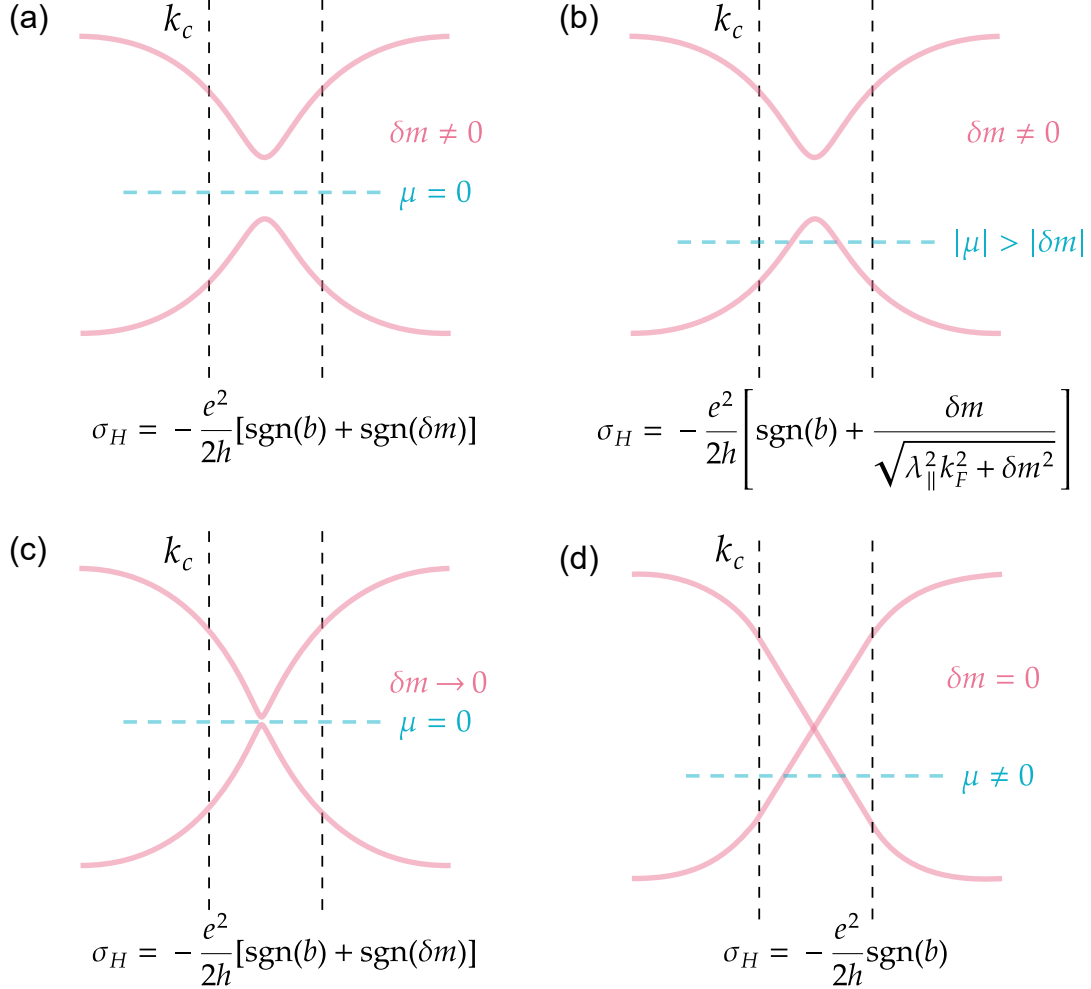 (a)
k_c
δm ≠ 0
μ = 0
σ_H = − e²/2h [sgn(b) + sgn(δm)]
(b)
k_c
δm ≠ 0
|μ| > |δm|
σ_H = − e²/2h [sgn(b) + δm/√(λ_∥² k_F² + δm²)]
(c)
k_c
δm → 0
μ = 0
σ_H = − e²/2h [sgn(b) + sgn(δm)]
(d)
k_c
δm = 0
μ ≠ 0
σ_H = − e²/2h sgn(b)